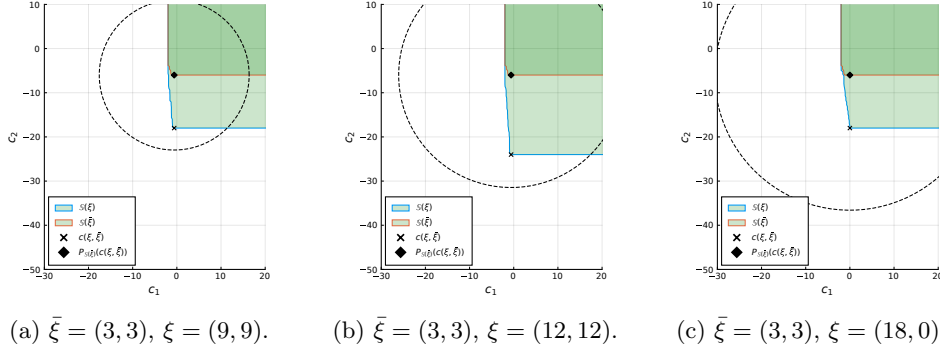 10
0
−10
−20
−30
−40
−50
−30
−20
−10
0
10
20
c₂
c₁
𝕊(ξ)
𝕊(ξ̄)
c(ξ, ξ̄)
P_𝕊(ξ̄)(c(ξ, ξ̄))
(a) ξ̄ = (3, 3), ξ = (9, 9).
10
0
−10
−20
−30
−40
−50
−30
−20
−10
0
10
20
c₂
c₁
𝕊(ξ)
𝕊(ξ̄)
c(ξ, ξ̄)
P_𝕊(ξ̄)(c(ξ, ξ̄))
(b) ξ̄ = (3, 3), ξ = (12, 12).
10
0
−10
−20
−30
−40
−50
−30
−20
−10
0
10
20
c₂
c₁
𝕊(ξ)
𝕊(ξ̄)
c(ξ, ξ̄)
P_𝕊(ξ̄)(c(ξ, ξ̄))
(c) ξ̄ = (3, 3), ξ = (18, 0)